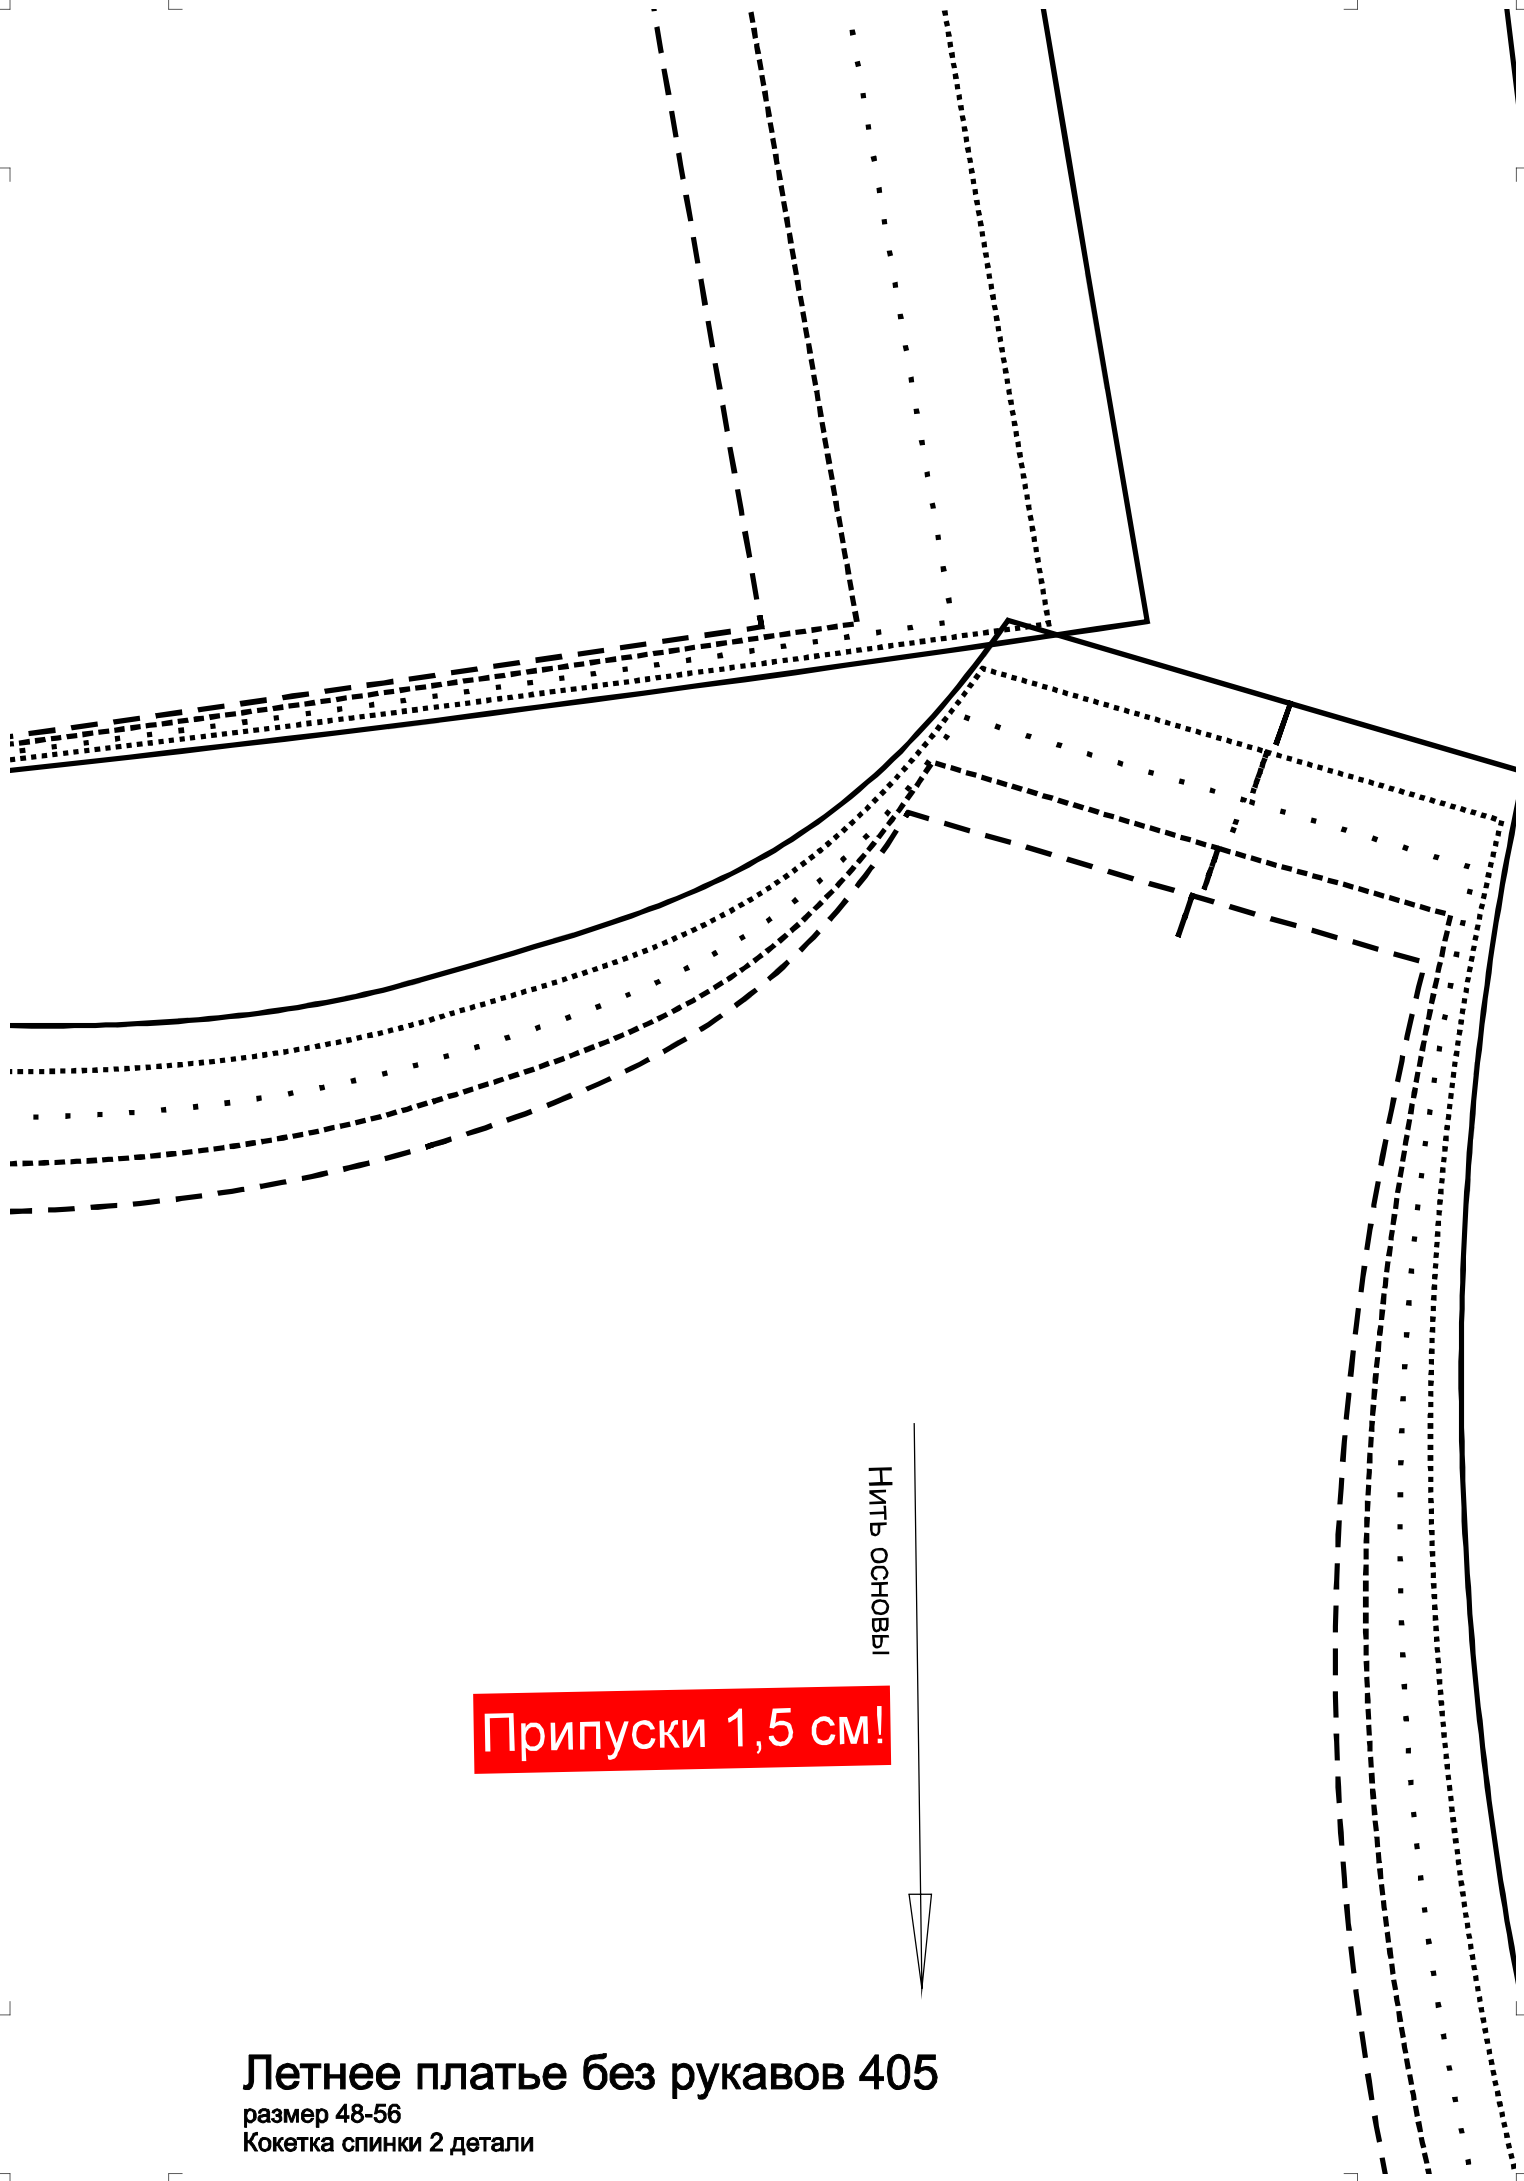 Нить основы
Припуски 1,5 см!
Летнее платье без рукавов 405
размер 48-56
Кокетка спинки 2 детали